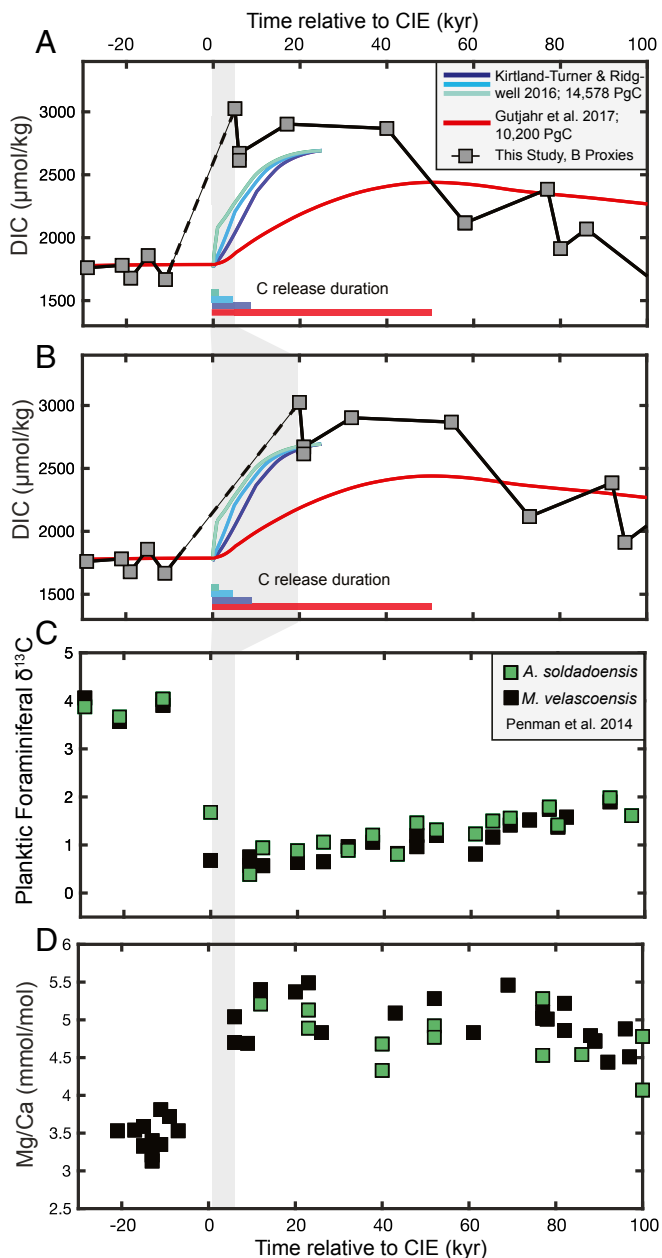 Time relative to CIE (kyr)
-20 0 20 40 60 80 100
A
3000
2500
2000
1500
DIC (μmol/kg)
Kirtland-Turner & Ridg-
well 2016; 14,578 PgC
Gutjahr et al. 2017;
10,200 PgC
This Study, B Proxies
C release duration
B
3000
2500
2000
1500
DIC (μmol/kg)
C release duration
C
5
4
3
2
1
0
Planktic Foraminiferal δ¹³C
A. soldadoensis
M. velascoensis
Penman et al. 2014
D
6
5.5
5
4.5
4
3.5
3
2.5
Mg/Ca (mmol/mol)
-20 0 20 40 60 80 100
Time relative to CIE (kyr)